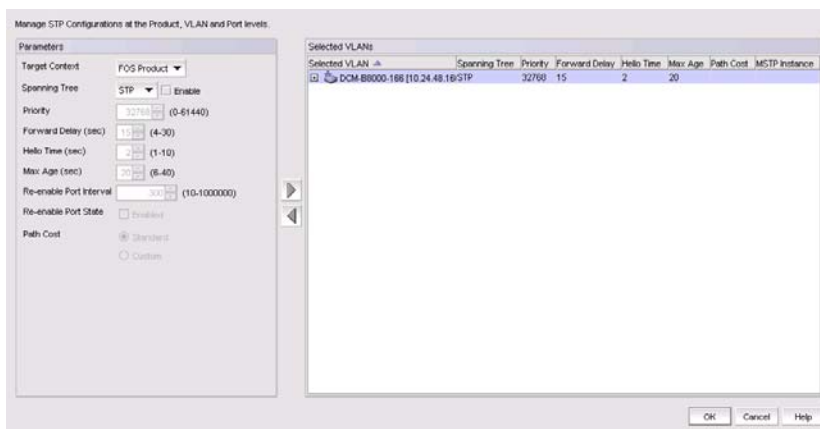 Manage STP Configurations at the Product, VLAN and Port levels.
Parameters
Target Context FOS Product
Spanning Tree STP Enable
Priority 32768 (0-61440)
Forward Delay (sec) 15 (4-30)
Hello Time (sec) 2 (1-10)
Max Age (sec) 20 (6-40)
Re-enable Port Interval 300 (10-1000000)
Re-enable Port State Enabled
Path Cost Standard
Custom
Selected VLANs
Selected VLAN Spanning Tree Priority Forward Delay Hello Time Max Age Path Cost MSTP Instance
DCM-B8000-166 [10.24.48.16 STP 32768 15 2 20
OK Cancel Help